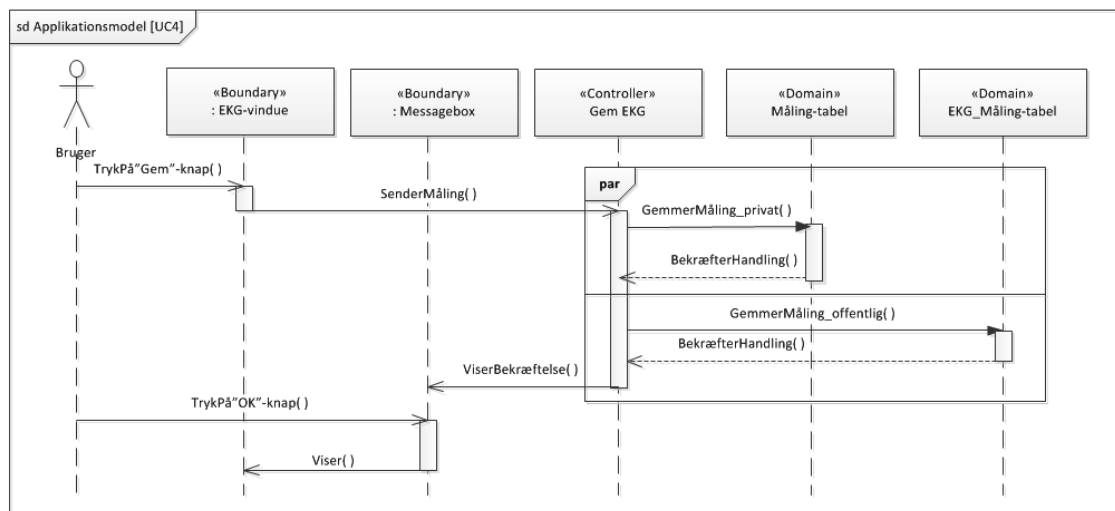 sd Applikationsmodel [UC4]
«Boundary»
: EKG-vindue
«Boundary»
: Messagebox
«Controller»
Gem EKG
«Domain»
Måling-tabel
«Domain»
EKG_Måling-tabel
Bruger
TrykPå”Gem”-knap( )
par
SenderMåling( )
GemmerMåling_privat( )
BekræfterHandling( )
GemmerMåling_offentlig( )
BekræfterHandling( )
ViserBekræftelse( )
TrykPå”OK”-knap( )
Viser( )